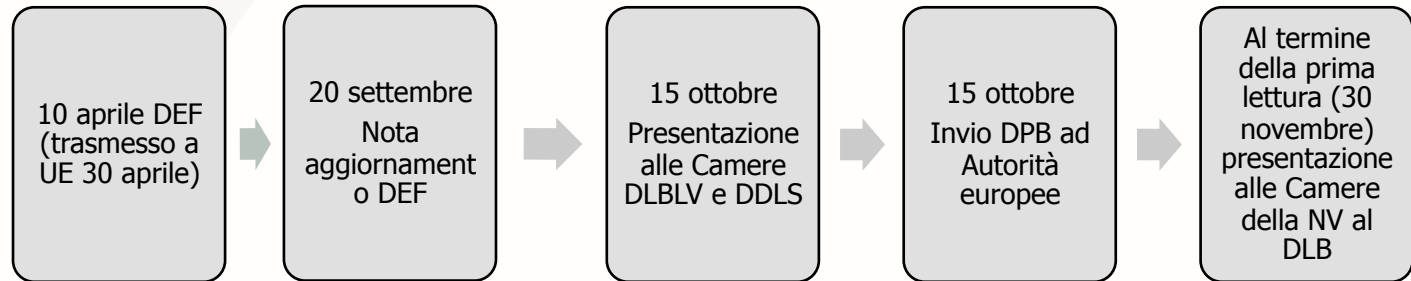 10 aprile DEF
(trasmesso a
UE 30 aprile)
20 settembre
Nota
aggiornament
o DEF
15 ottobre
Presentazione
alle Camere
DLBLV e DDLS
15 ottobre
Invio DPB ad
Autorità
europee
Al termine
della prima
lettura (30
novembre)
presentazione
alle Camere
della NV al
DLB